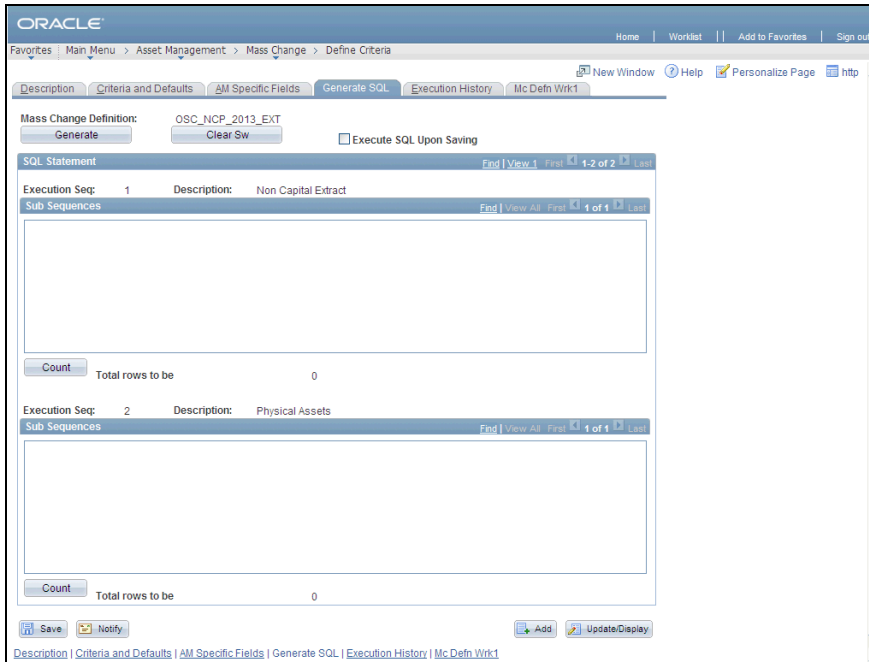 ORACLE
Home | Worklist || Add to Favorites | Sign out
Favorites | Main Menu > Asset Management > Mass Change > Define Criteria
New Window Help Personalize Page http
Description Criteria and Defaults AM Specific Fields Generate SQL Execution History Mc Defn Wrk1
Mass Change Definition: OSC_NCP_2013_EXT
Generate Clear Sw Execute SQL Upon Saving
SQL Statement Find | View 1 First 1-2 of 2 Last
Execution Seq: 1 Description: Non Capital Extract
Sub Sequences Find | View All First 1 of 1 Last
Count Total rows to be 0
Execution Seq: 2 Description: Physical Assets
Sub Sequences Find | View All First 1 of 1 Last
Count Total rows to be 0
Save Notify Add Update/Display
Description | Criteria and Defaults | AM Specific Fields | Generate SQL | Execution History | Mc Defn Wrk1